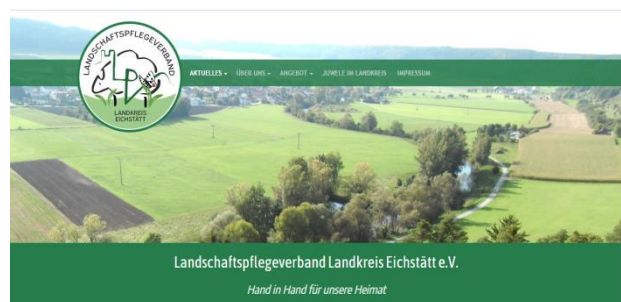 LANDSCHAFTSPFLEGEVERBAND
LPV
LANDKREIS
EICHSTÄTT
AKTUELLES
ÜBER UNS
ANGEBOT
JUWELE IM LANDKREIS
IMPRESSUM
Landschaftspflegeverband Landkreis Eichstätt e.V.
Hand in Hand für unsere Heimat